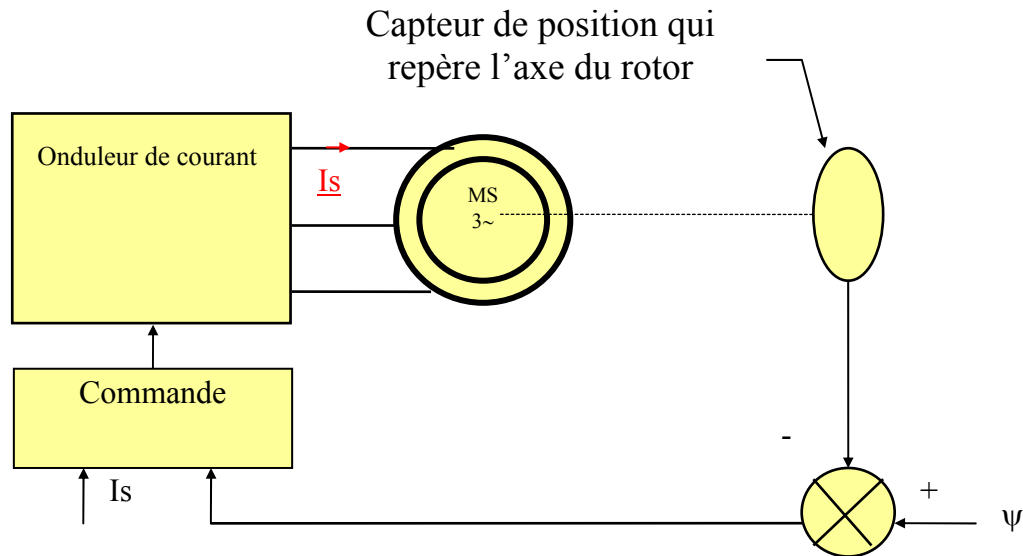 Capteur de position qui
repère l'axe du rotor
Onduleur de courant
Is
MS
3~
Commande
-
Is
+
ψ